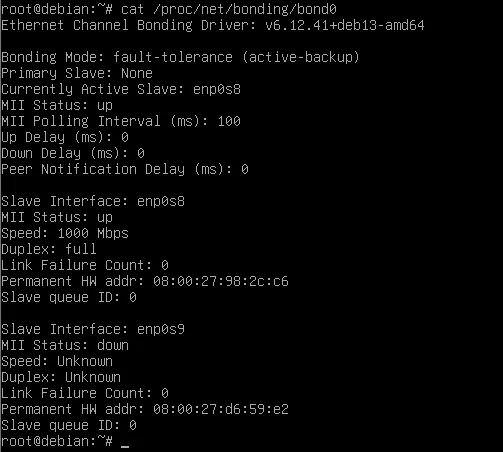 root@debian:~# cat /proc/net/bonding/bond0
Ethernet Channel Bonding Driver: v6.12.41+deb13-amd64
Bonding Mode: fault-tolerance (active-backup)
Primary Slave: None
Currently Active Slave: enp0s8
MII Status: up
MII Polling Interval (ms): 100
Up Delay (ms): 0
Down Delay (ms): 0
Peer Notification Delay (ms): 0
Slave Interface: enp0s8
MII Status: up
Speed: 1000 Mbps
Duplex: full
Link Failure Count: 0
Permanent HW addr: 08:00:27:98:2c:c6
Slave queue ID: 0
Slave Interface: enp0s9
MII Status: down
Speed: Unknown
Duplex: Unknown
Link Failure Count: 0
Permanent HW addr: 08:00:27:d6:59:e2
Slave queue ID: 0
root@debian:~# _